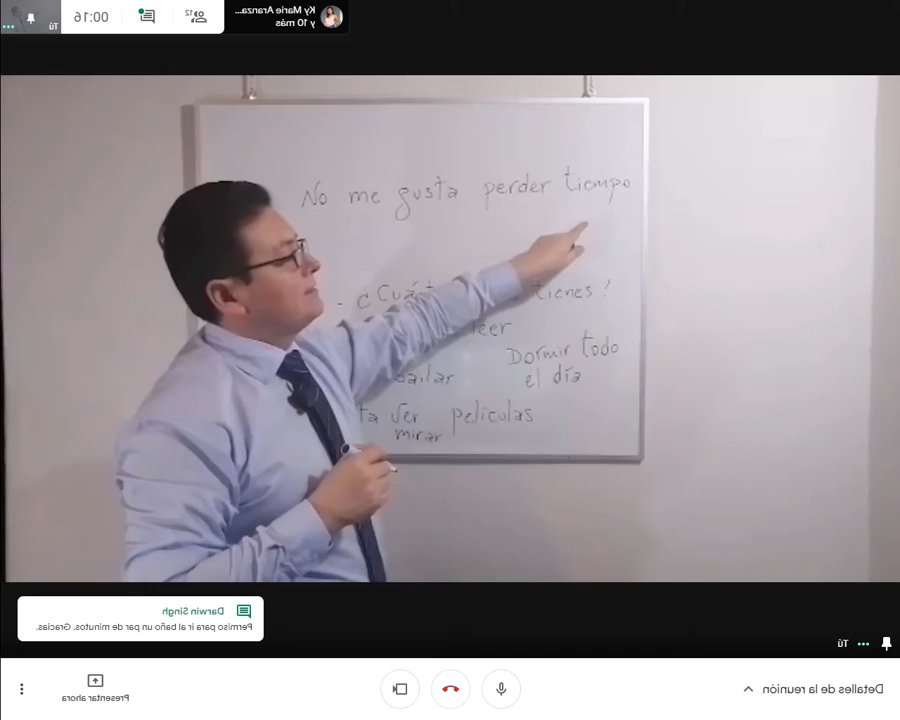 Tú
00:16
12
Ky Marie Aranza...
y 10 más
No me gusta perder tiempo
tienes?
leer
Dormir todo
el día
bailar
ver películas
mirar
Darwin Singh
Permiso para ir al baño un par de minutos. Gracias.
Tú
Presentar ahora
Detalles de la reunión